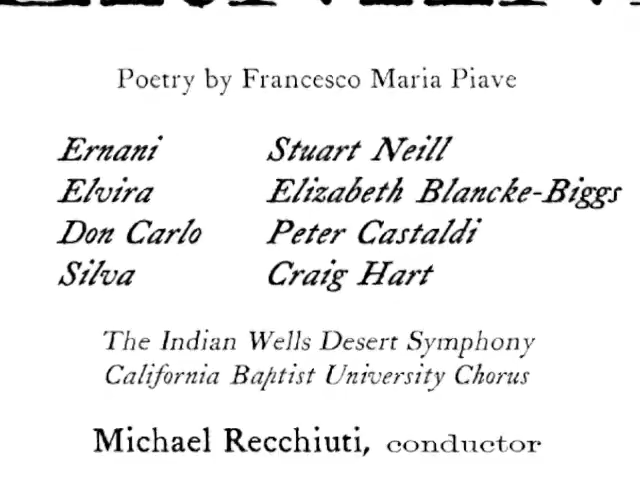 Poetry by Francesco Maria Piave
Ernani Stuart Neill
Elvira Elizabeth Blancke-Biggs
Don Carlo Peter Castaldi
Silva Craig Hart
The Indian Wells Desert Symphony
California Baptist University Chorus
Michael Recchiuti, conductor